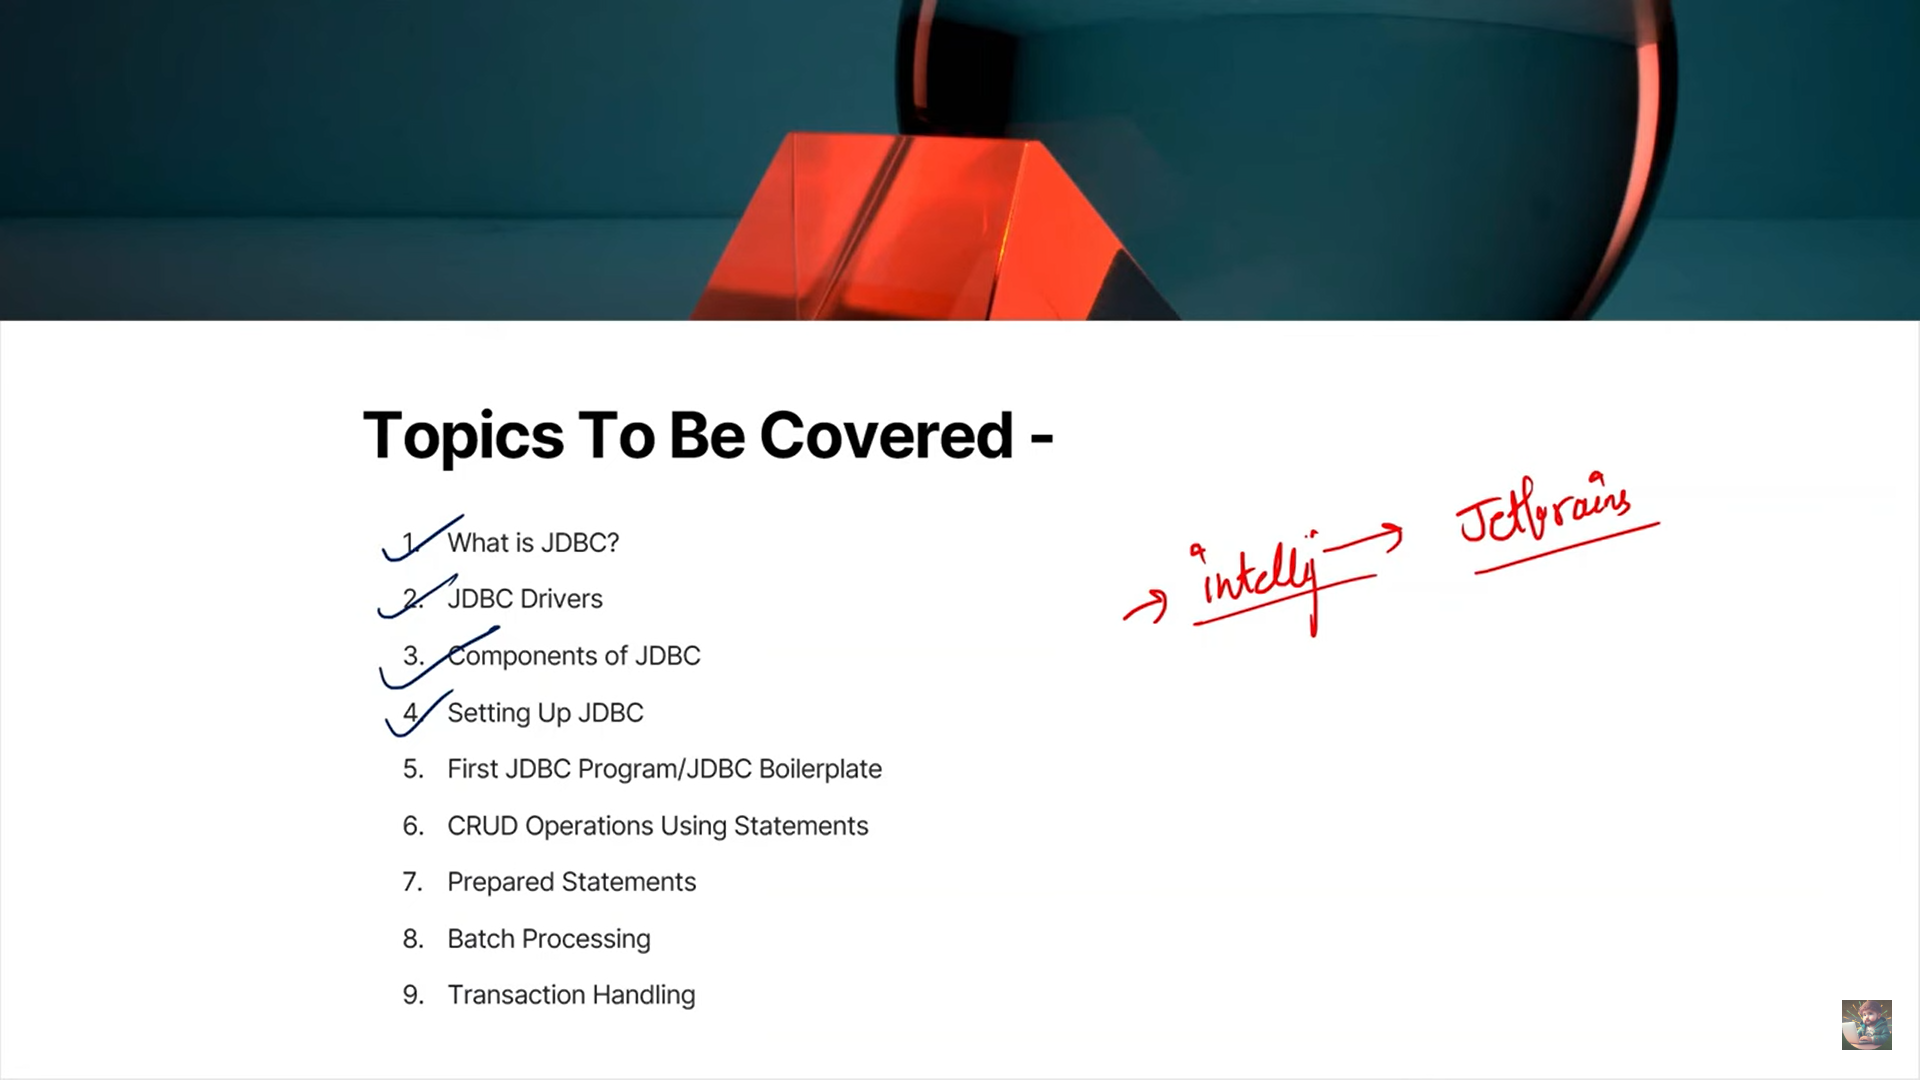 Topics To Be Covered -
1. What is JDBC?
2. JDBC Drivers
3. Components of JDBC
4. Setting Up JDBC
5. First JDBC Program/JDBC Boilerplate
6. CRUD Operations Using Statements
7. Prepared Statements
8. Batch Processing
9. Transaction Handling
→ intellij → Jetbrains